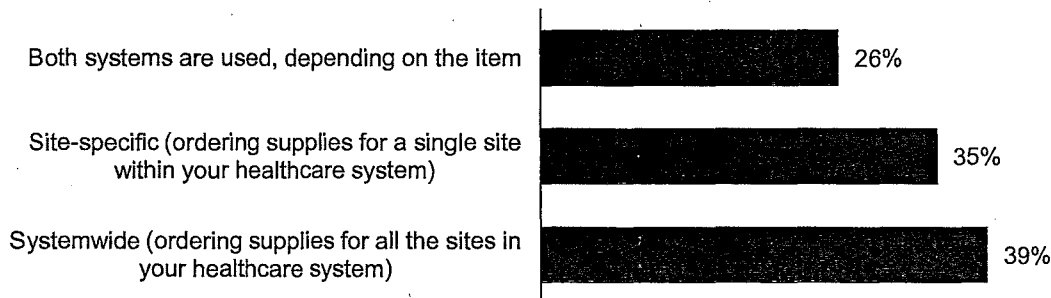 Both systems are used, depending on the item
26%
Site-specific (ordering supplies for a single site
within your healthcare system)
35%
Systemwide (ordering supplies for all the sites in
your healthcare system)
39%